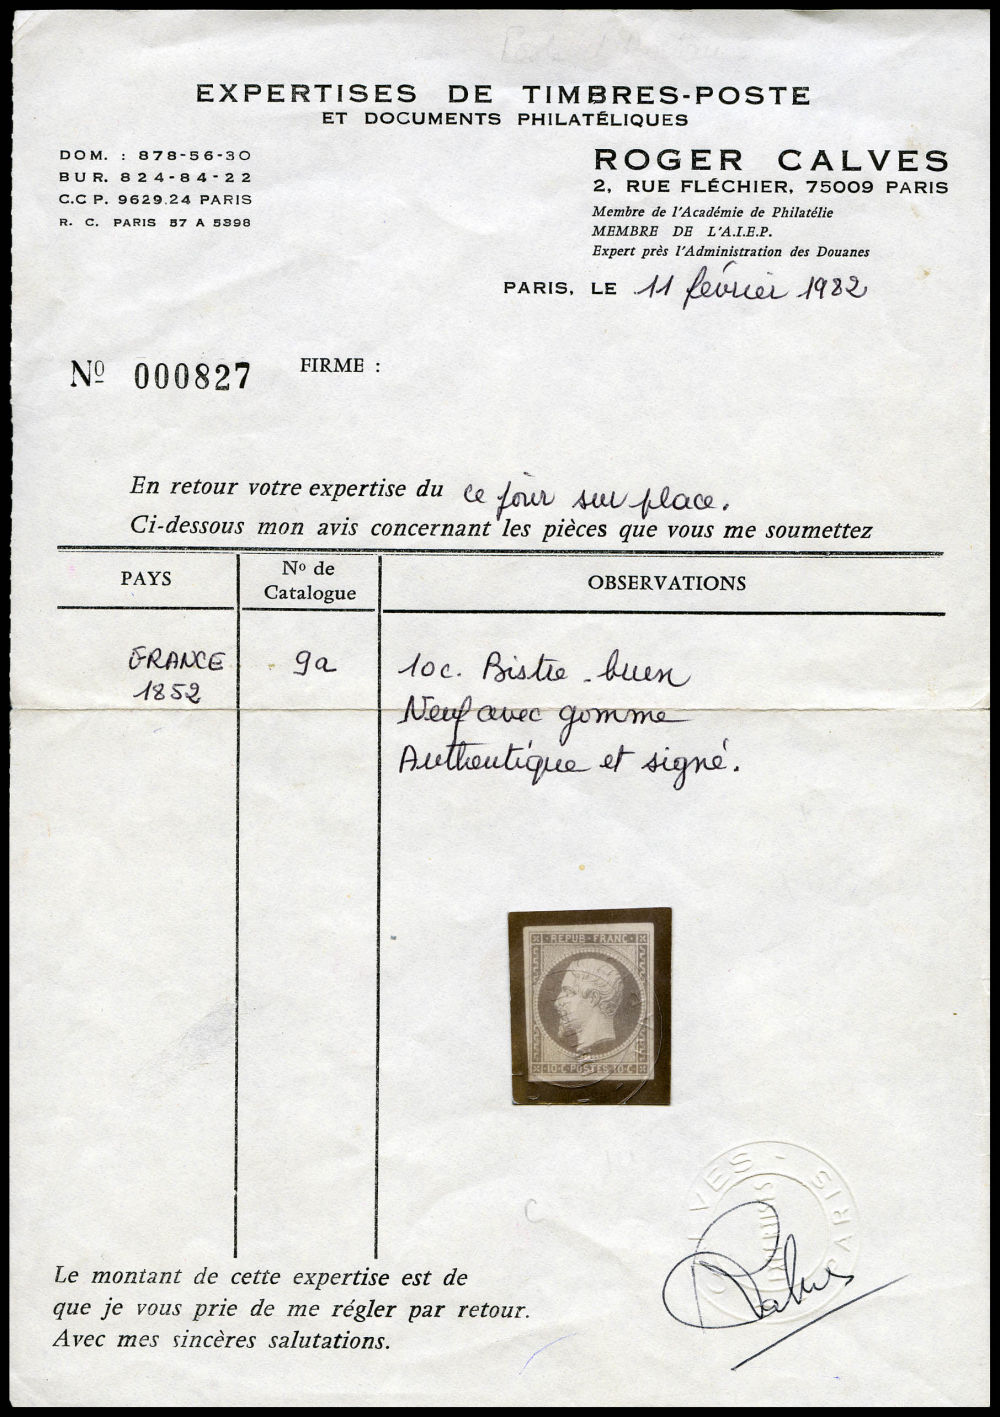 EXPERTISES DE TIMBRES-POSTE
ET DOCUMENTS PHILATÉLIQUES
DOM. : 878-56-30
BUR. 824-84-22
C.C P. 9629.24 PARIS
R. C. PARIS 57 A 5398
ROGER CALVES
2, RUE FLÉCHIER, 75009 PARIS
Membre de l'Académie de Philatélie
MEMBRE DE L'A.I.E.P.
Expert près l'Administration des Douanes
PARIS, LE 11 février 1982
Nº 000827
FIRME :
En retour votre expertise du ce jour sur place.
Ci-dessous mon avis concernant les pièces que vous me soumettez
PAYS
Nº de
Catalogue
OBSERVATIONS
FRANCE
1852
9a
10c. Bistre - brun
Neuf avec gomme
Authentique et signé.
REPUB·FRANC·
10·C·POSTES·10·C·
CALVES - PARIS
EXPERTISES
Calves
Le montant de cette expertise est de
que je vous prie de me régler par retour.
Avec mes sincères salutations.